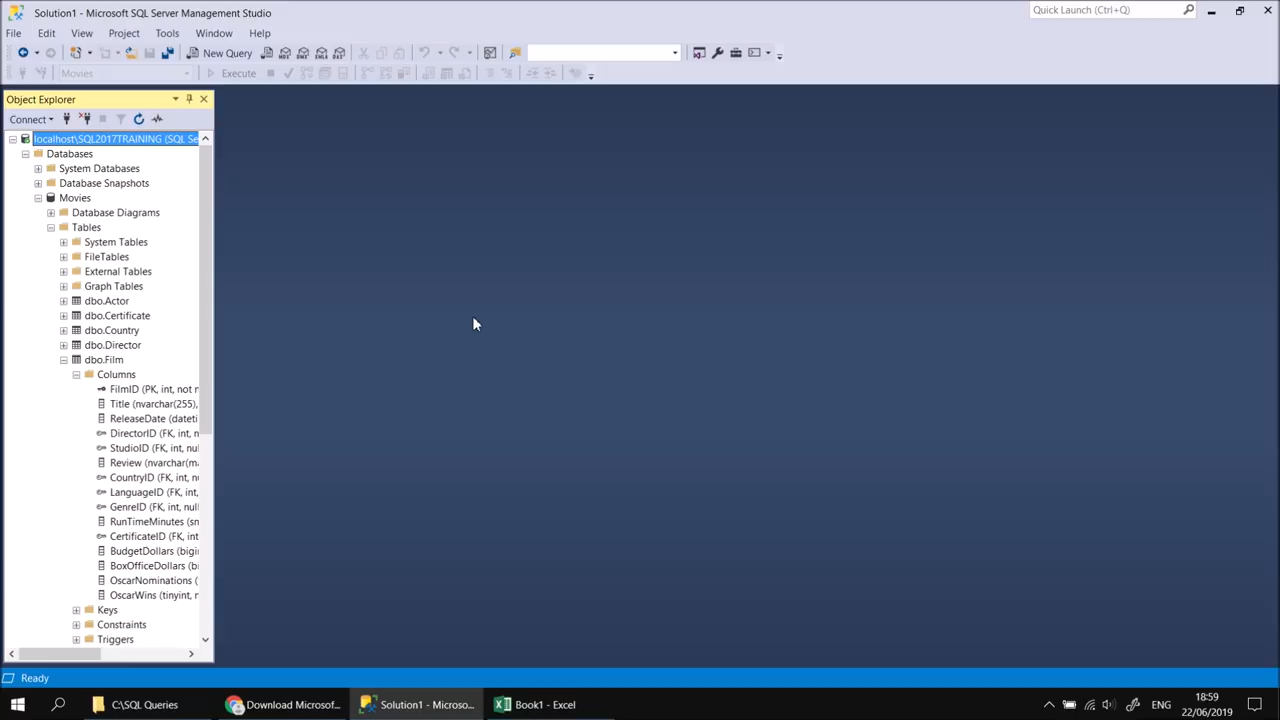 Solution1 - Microsoft SQL Server Management Studio
Quick Launch (Ctrl+Q)
File Edit View Project Tools Window Help
New Query
Movies Execute
Object Explorer
Connect
localhost\SQL2017TRAINING (SQL Se
Databases
System Databases
Database Snapshots
Movies
Database Diagrams
Tables
System Tables
FileTables
External Tables
Graph Tables
dbo.Actor
dbo.Certificate
dbo.Country
dbo.Director
dbo.Film
Columns
FilmID (PK, int, not n
Title (nvarchar(255),
ReleaseDate (dateti
DirectorID (FK, int, n
StudioID (FK, int, nul
Review (nvarchar(ma
CountryID (FK, int, nu
LanguageID (FK, int,
GenreID (FK, int, null
RunTimeMinutes (sn
CertificateID (FK, int
BudgetDollars (bigi
BoxOfficeDollars (b
OscarNominations (
OscarWins (tinyint, n
Keys
Constraints
Triggers
Ready
C:\SQL Queries
Download Microsof...
Solution1 - Microso...
Book1 - Excel
ENG
18:59
22/06/2019